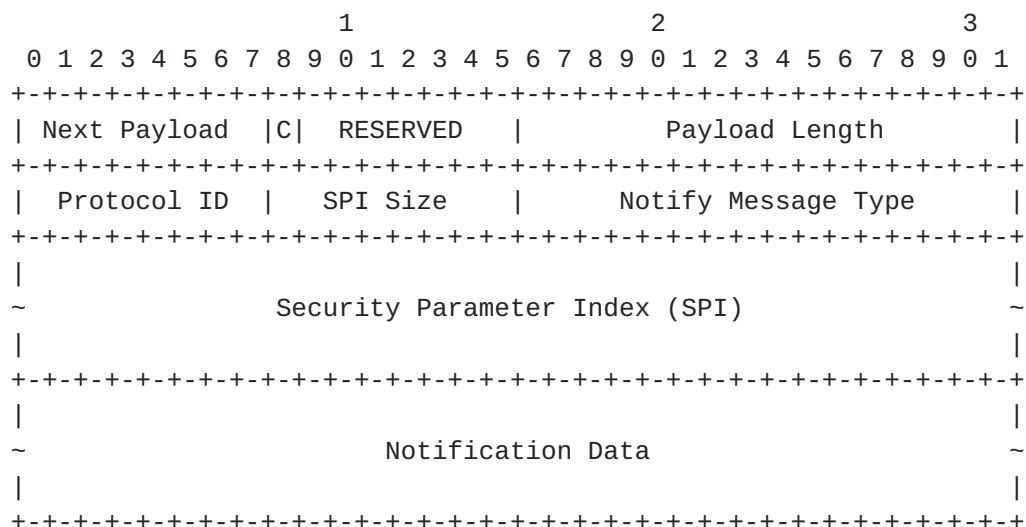 1                   2                   3
 0 1 2 3 4 5 6 7 8 9 0 1 2 3 4 5 6 7 8 9 0 1 2 3 4 5 6 7 8 9 0 1
+-+-+-+-+-+-+-+-+-+-+-+-+-+-+-+-+-+-+-+-+-+-+-+-+-+-+-+-+-+-+-+-+
| Next Payload  |C|  RESERVED   |         Payload Length        |
+-+-+-+-+-+-+-+-+-+-+-+-+-+-+-+-+-+-+-+-+-+-+-+-+-+-+-+-+-+-+-+-+
|  Protocol ID  |   SPI Size    |      Notify Message Type      |
+-+-+-+-+-+-+-+-+-+-+-+-+-+-+-+-+-+-+-+-+-+-+-+-+-+-+-+-+-+-+-+-+
|                                                               |
~                Security Parameter Index (SPI)                 ~
|                                                               |
+-+-+-+-+-+-+-+-+-+-+-+-+-+-+-+-+-+-+-+-+-+-+-+-+-+-+-+-+-+-+-+-+
|                                                               |
~                       Notification Data                       ~
|                                                               |
+-+-+-+-+-+-+-+-+-+-+-+-+-+-+-+-+-+-+-+-+-+-+-+-+-+-+-+-+-+-+-+-+